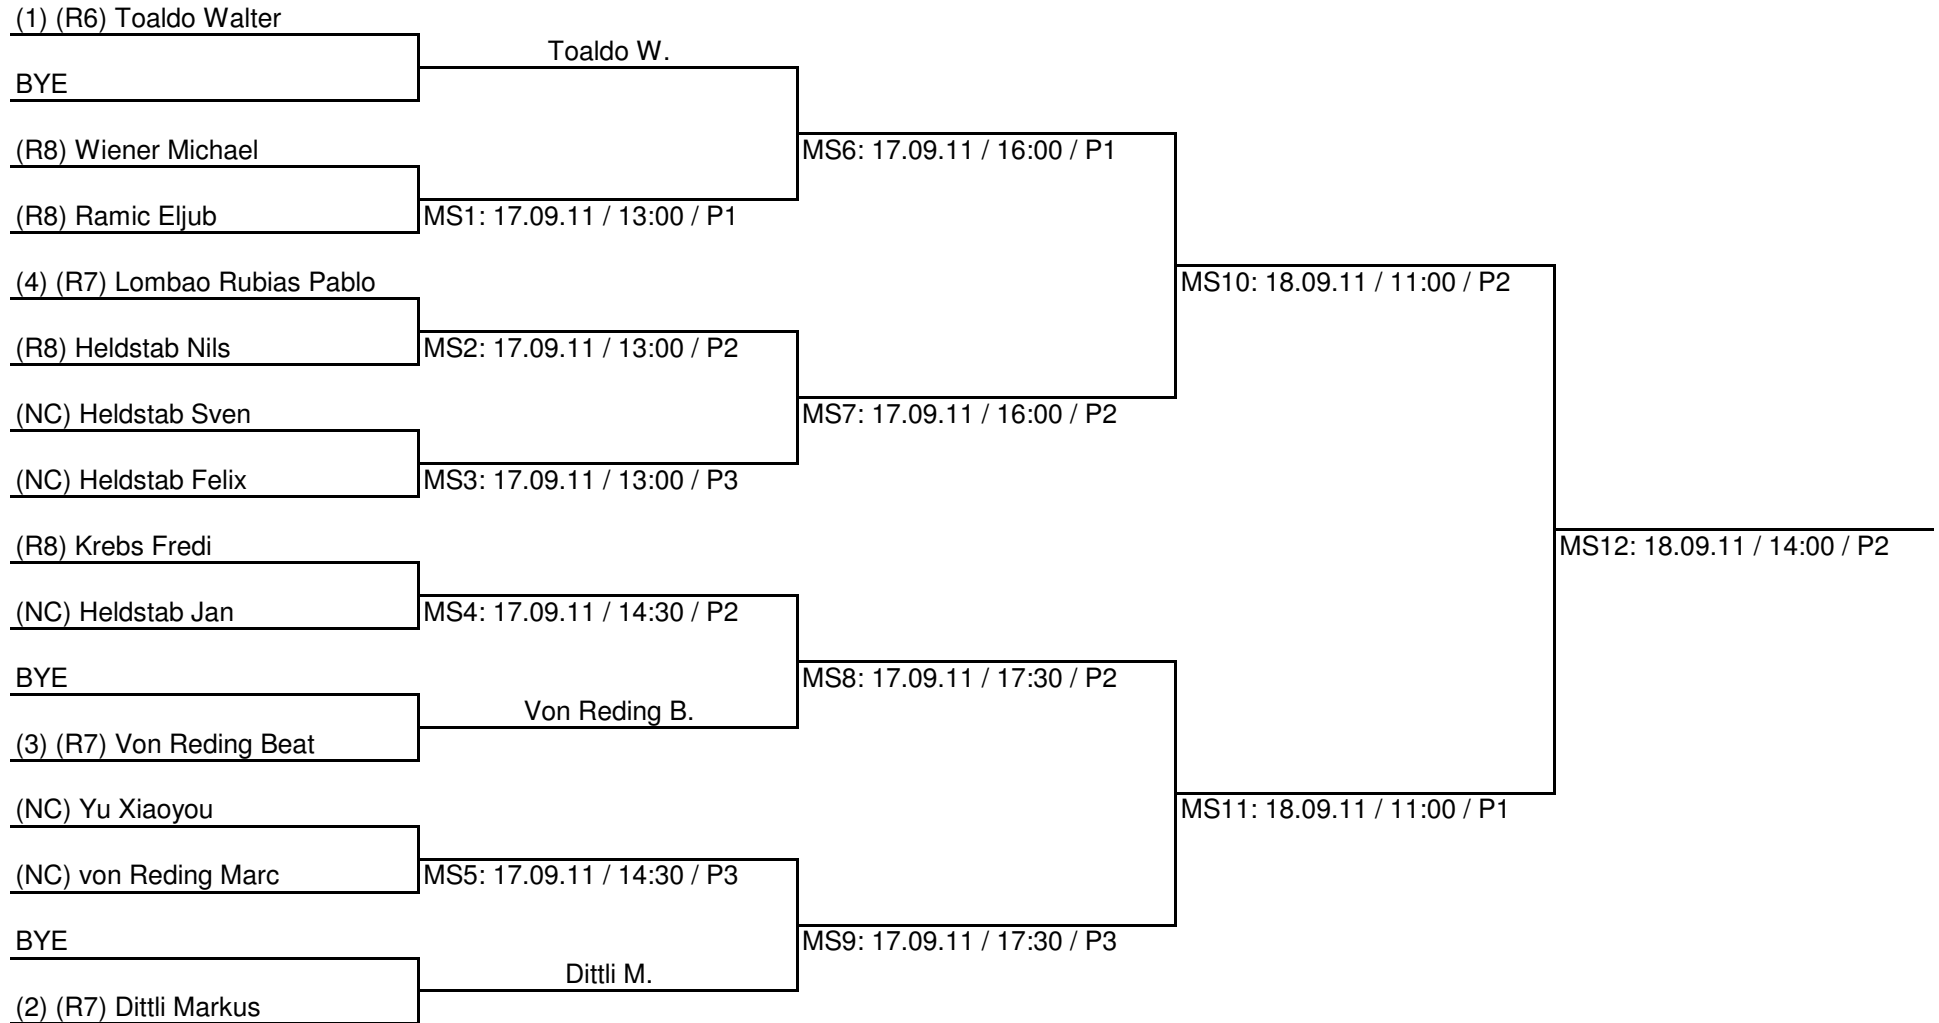 (1) (R6) Toaldo Walter
Toaldo W.
BYE
(R8) Wiener Michael
MS6: 17.09.11 / 16:00 / P1
(R8) Ramic Eljub
MS1: 17.09.11 / 13:00 / P1
(4) (R7) Lombao Rubias Pablo
MS10: 18.09.11 / 11:00 / P2
(R8) Heldstab Nils
MS2: 17.09.11 / 13:00 / P2
(NC) Heldstab Sven
MS7: 17.09.11 / 16:00 / P2
(NC) Heldstab Felix
MS3: 17.09.11 / 13:00 / P3
(R8) Krebs Fredi
MS12: 18.09.11 / 14:00 / P2
(NC) Heldstab Jan
MS4: 17.09.11 / 14:30 / P2
BYE
MS8: 17.09.11 / 17:30 / P2
Von Reding B.
(3) (R7) Von Reding Beat
(NC) Yu Xiaoyou
MS11: 18.09.11 / 11:00 / P1
(NC) von Reding Marc
MS5: 17.09.11 / 14:30 / P3
BYE
MS9: 17.09.11 / 17:30 / P3
Dittli M.
(2) (R7) Dittli Markus